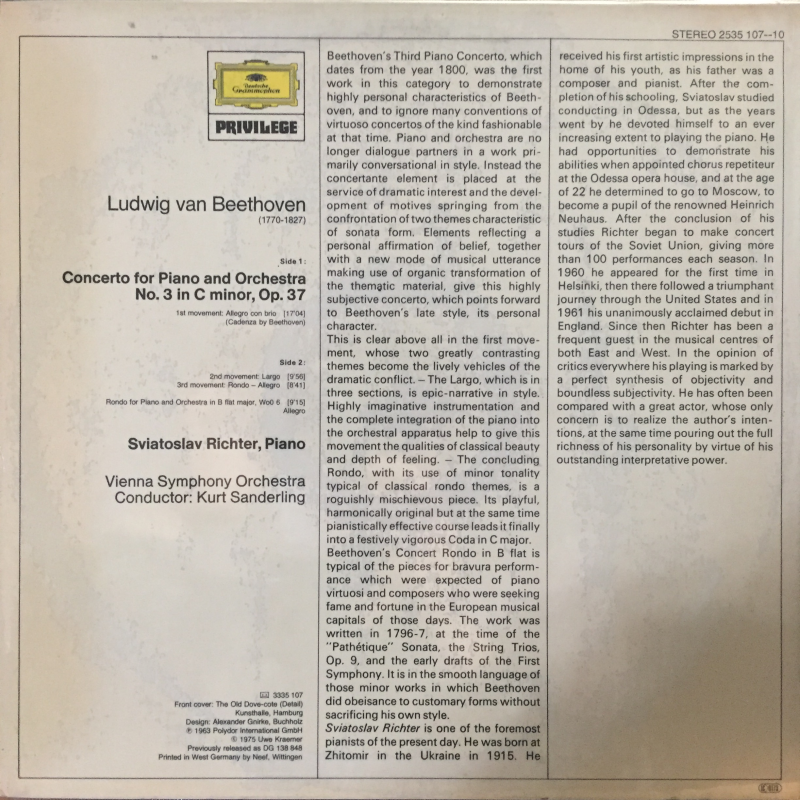 STEREO 2535 107–10
Deutsche
Grammophon
PRIVILEGE
Ludwig van Beethoven
(1770-1827)
Side 1:
Concerto for Piano and Orchestra
No. 3 in C minor, Op. 37
1st movement: Allegro con brio [17'04]
(Cadenza by Beethoven)
Side 2:
2nd movement: Largo [9'56]
3rd movement: Rondo – Allegro [8'41]
Rondo for Piano and Orchestra in B flat major, WoO 6 [9'15]
Allegro
Sviatoslav Richter, Piano
Vienna Symphony Orchestra
Conductor: Kurt Sanderling
3335 107
Front cover: The Old Dove-cote (Detail)
Kunsthalle, Hamburg
Design: Alexander Gnirke, Buchholz
℗ 1963 Polydor International GmbH
© 1975 Uwe Kraemer
Previously released as DG 138 848
Printed in West Germany by Neef, Wittingen
Beethoven's Third Piano Concerto, which
dates from the year 1800, was the first
work in this category to demonstrate
highly personal characteristics of Beeth-
oven, and to ignore many conventions of
virtuoso concertos of the kind fashionable
at that time. Piano and orchestra are no
longer dialogue partners in a work pri-
marily conversational in style. Instead the
concertante element is placed at the
service of dramatic interest and the devel-
opment of motives springing from the
confrontation of two themes characteristic
of sonata form. Elements reflecting a
personal affirmation of belief, together
with a new mode of musical utterance
making use of organic transformation of
the thematic material, give this highly
subjective concerto, which points forward
to Beethoven's late style, its personal
character.
This is clear above all in the first move-
ment, whose two greatly contrasting
themes become the lively vehicles of the
dramatic conflict. – The Largo, which is in
three sections, is epic-narrative in style.
Highly imaginative instrumentation and
the complete integration of the piano into
the orchestral apparatus help to give this
movement the qualities of classical beauty
and depth of feeling. – The concluding
Rondo, with its use of minor tonality
typical of classical rondo themes, is a
roguishly mischievous piece. Its playful,
harmonically original but at the same time
pianistically effective course leads it finally
into a festively vigorous Coda in C major.
Beethoven's Concert Rondo in B flat is
typical of the pieces for bravura perform-
ance which were expected of piano
virtuosi and composers who were seeking
fame and fortune in the European musical
capitals of those days. The work was
written in 1796-7, at the time of the
"Pathétique" Sonata, the String Trios,
Op. 9, and the early drafts of the First
Symphony. It is in the smooth language of
those minor works in which Beethoven
did obeisance to customary forms without
sacrificing his own style.
Sviatoslav Richter is one of the foremost
pianists of the present day. He was born at
Zhitomir in the Ukraine in 1915. He
received his first artistic impressions in the
home of his youth, as his father was a
composer and pianist. After the com-
pletion of his schooling, Sviatoslav studied
conducting in Odessa, but as the years
went by he devoted himself to an ever
increasing extent to playing the piano. He
had opportunities to demonstrate his
abilities when appointed chorus repetiteur
at the Odessa opera house, and at the age
of 22 he determined to go to Moscow, to
become a pupil of the renowned Heinrich
Neuhaus. After the conclusion of his
studies Richter began to make concert
tours of the Soviet Union, giving more
than 100 performances each season. In
1960 he appeared for the first time in
Helsinki, then there followed a triumphant
journey through the United States and in
1961 his unanimously acclaimed debut in
England. Since then Richter has been a
frequent guest in the musical centres of
both East and West. In the opinion of
critics everywhere his playing is marked by
a perfect synthesis of objectivity and
boundless subjectivity. He has often been
compared with a great actor, whose only
concern is to realize the author's inten-
tions, at the same time pouring out the full
richness of his personality by virtue of his
outstanding interpretative power.